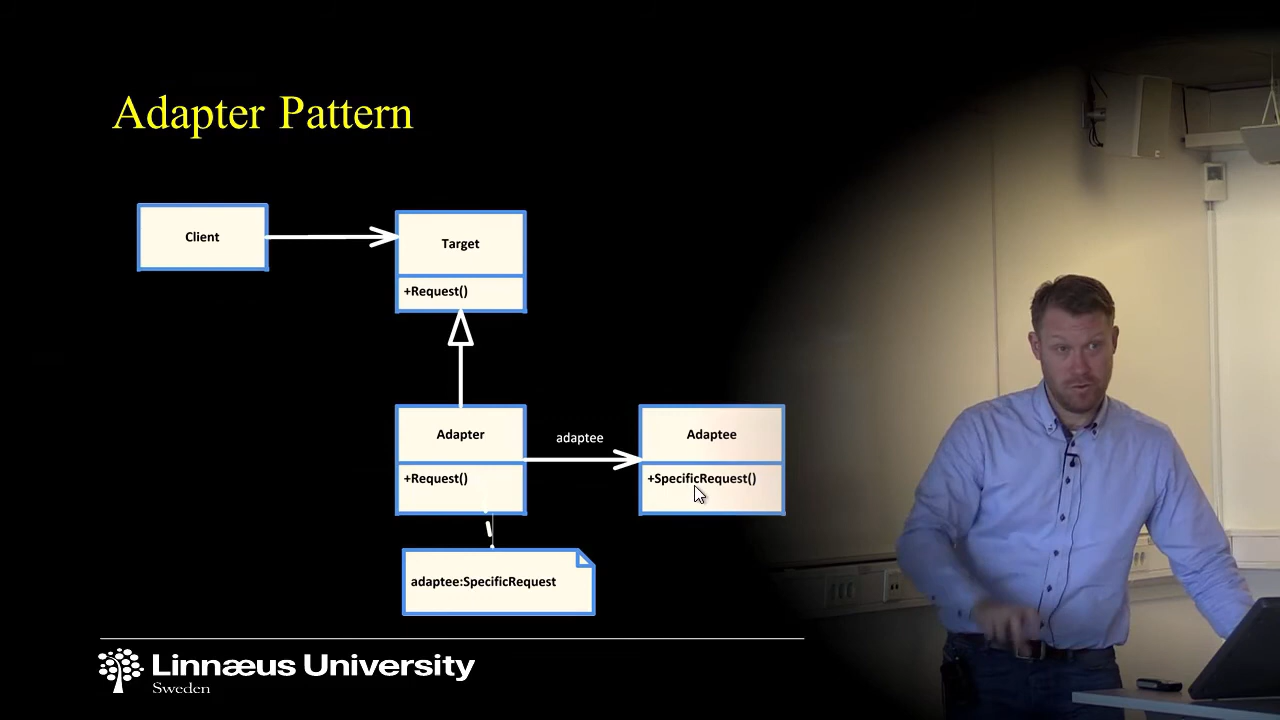 Adapter Pattern
Client
Target
+Request()
Adapter
+Request()
adaptee
Adaptee
+SpecificRequest()
adaptee:SpecificRequest
Linnæus University
Sweden